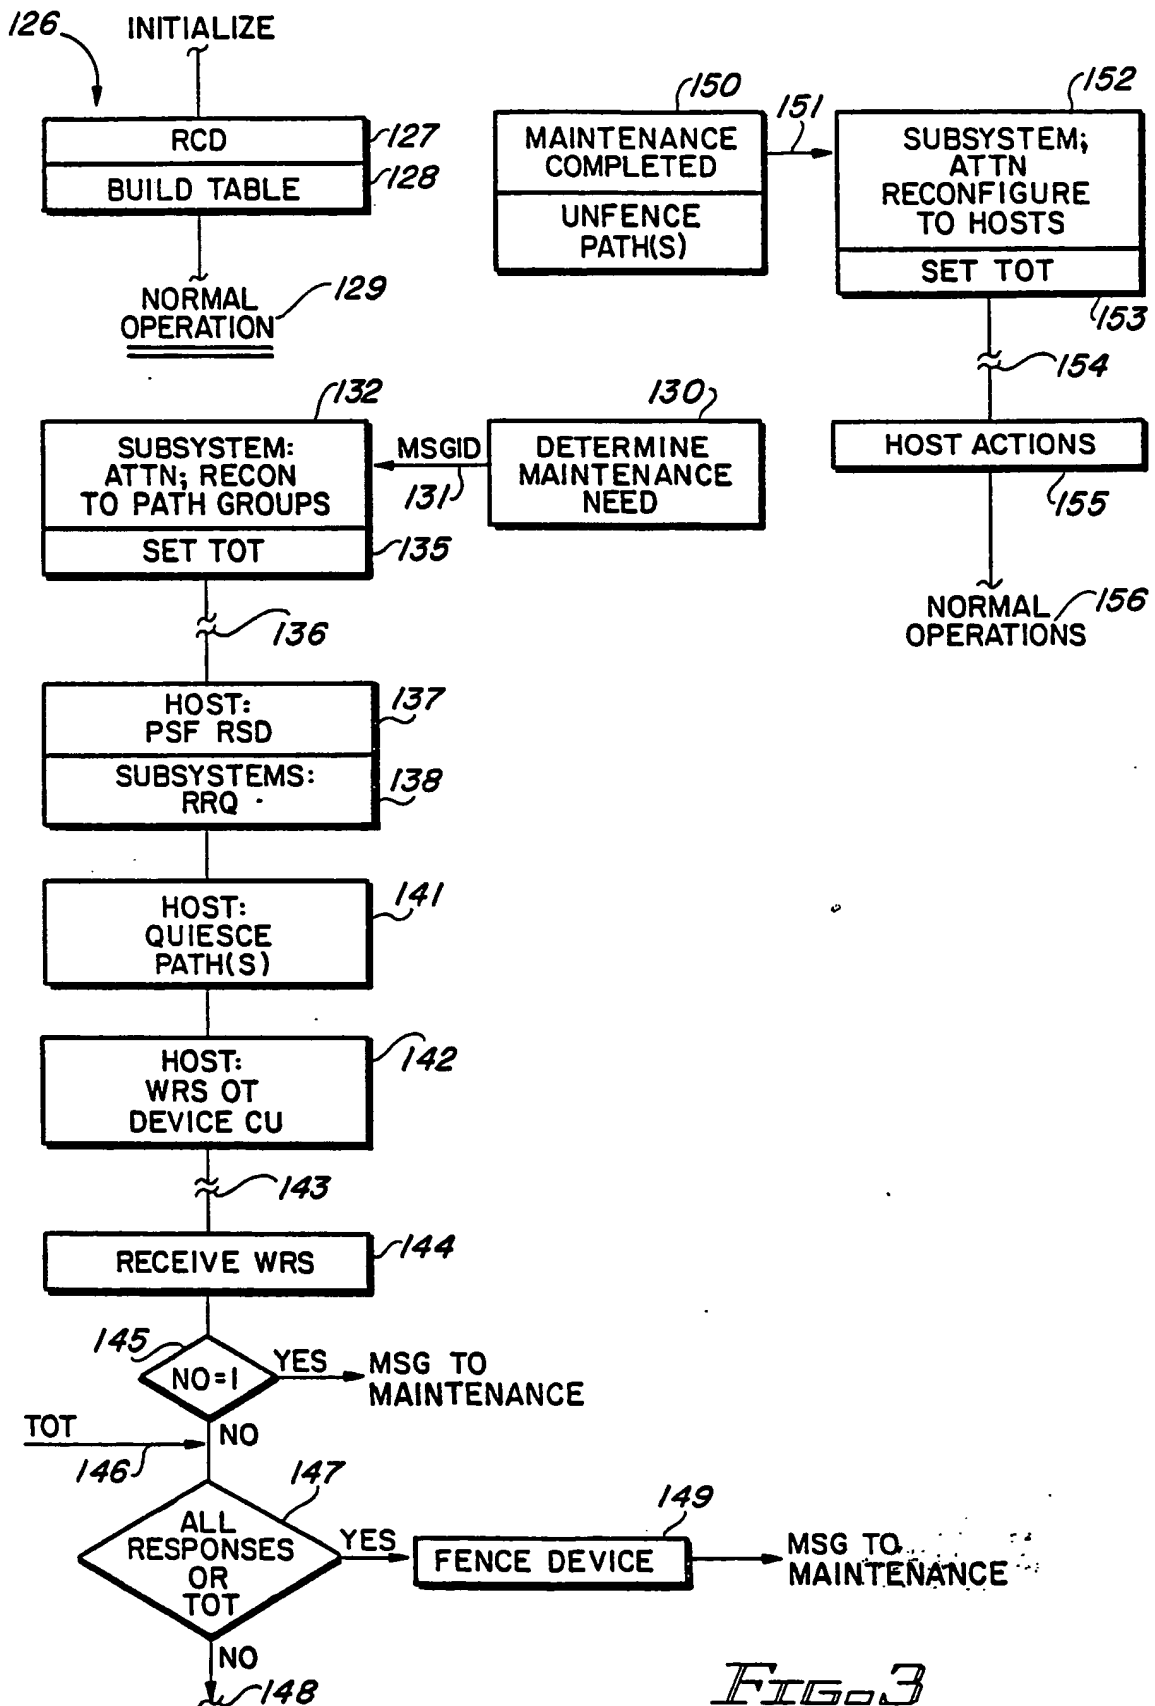 126
INITIALIZE
RCD
127
BUILD TABLE
128
NORMAL
OPERATION
129
150
MAINTENANCE
COMPLETED
UNFENCE
PATH(S)
151
152
SUBSYSTEM;
ATTN
RECONFIGURE
TO HOSTS
SET TOT
153
154
HOST ACTIONS
155
NORMAL
OPERATIONS
156
130
DETERMINE
MAINTENANCE
NEED
MSGID
131
132
SUBSYSTEM:
ATTN; RECON
TO PATH GROUPS
SET TOT
135
136
HOST:
PSF RSD
137
SUBSYSTEMS:
RRQ
138
HOST:
QUIESCE
PATH(S)
141
HOST:
WRS OT
DEVICE CU
142
143
RECEIVE WRS
144
145
NO=1
YES
MSG TO
MAINTENANCE
NO
TOT
146
147
ALL
RESPONSES
OR
TOT
YES
149
FENCE DEVICE
MSG TO
MAINTENANCE
NO
148
FIG. 3